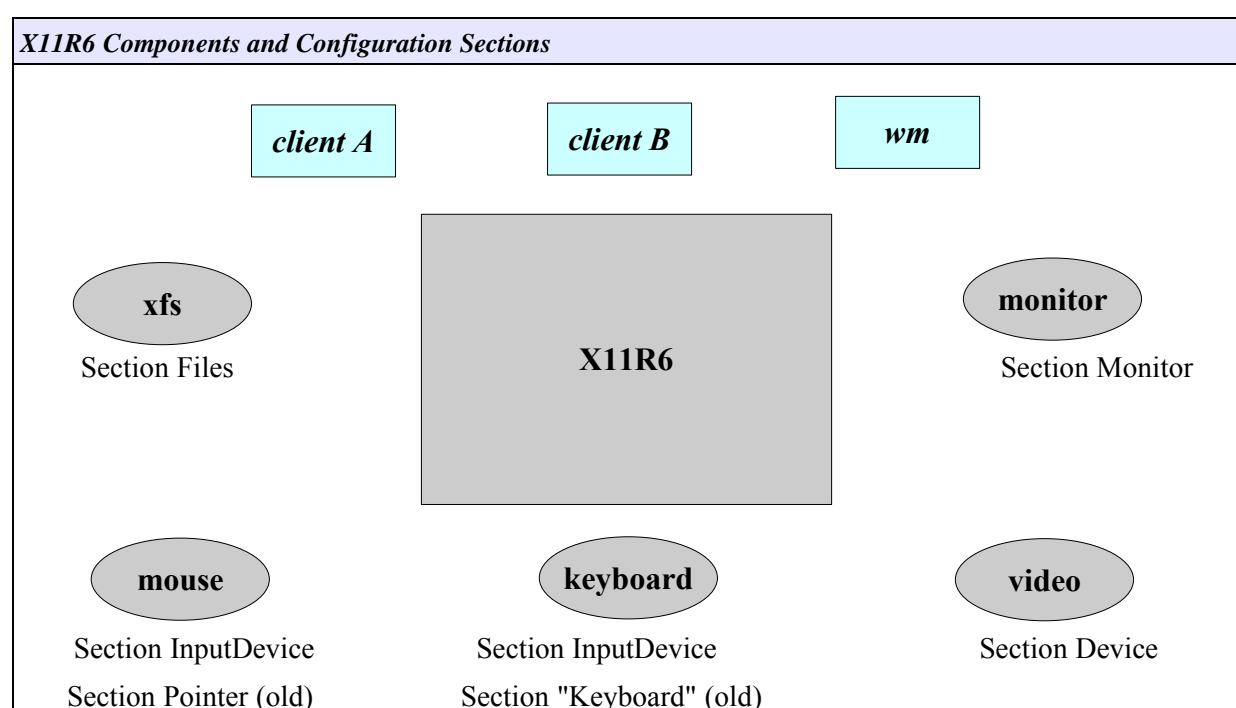 X11R6 Components and Configuration Sections
client A
client B
wm
xfs
Section Files
X11R6
monitor
Section Monitor
mouse
Section InputDevice
Section Pointer (old)
keyboard
Section InputDevice
Section "Keyboard" (old)
video
Section Device